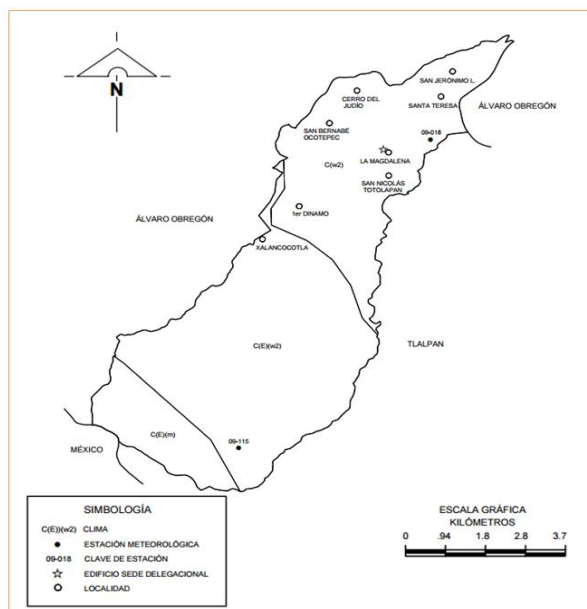 N
SAN JERÓNIMO L.
CERRO DEL
JUDÍO
SANTA TERESA
ÁLVARO OBREGÓN
SAN BERNABÉ
OCOTEPEC
09-018
C(w2)
LA MAGDALENA
SAN NICOLÁS
TOTOLAPAN
1er DINAMO
ÁLVARO OBREGÓN
XALANCOCOTLA
TLALPAN
C(E)(w2)
C(E)(m)
09-115
MÉXICO
SIMBOLOGÍA
C(E))(w2) CLIMA
ESTACIÓN METEOROLÓGICA
09-018 CLAVE DE ESTACIÓN
EDIFICIO SEDE DELEGACIONAL
LOCALIDAD
ESCALA GRÁFICA
KILÓMETROS
0 .94 1.8 2.8 3.7